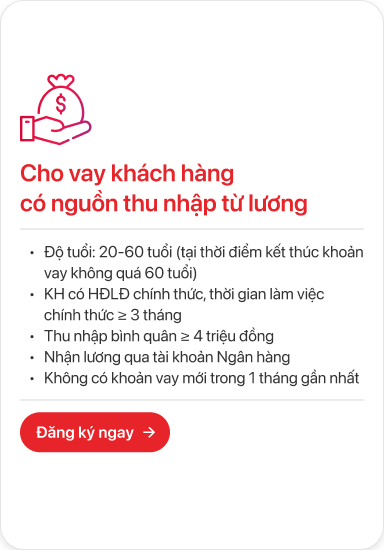 $
Cho vay khách hàng
có nguồn thu nhập từ lương
• Độ tuổi: 20-60 tuổi (tại thời điểm kết thúc khoản
vay không quá 60 tuổi)
• KH có HĐLĐ chính thức, thời gian làm việc
chính thức ≥ 3 tháng
• Thu nhập bình quân ≥ 4 triệu đồng
• Nhận lương qua tài khoản Ngân hàng
• Không có khoản vay mới trong 1 tháng gần nhất
Đăng ký ngay →